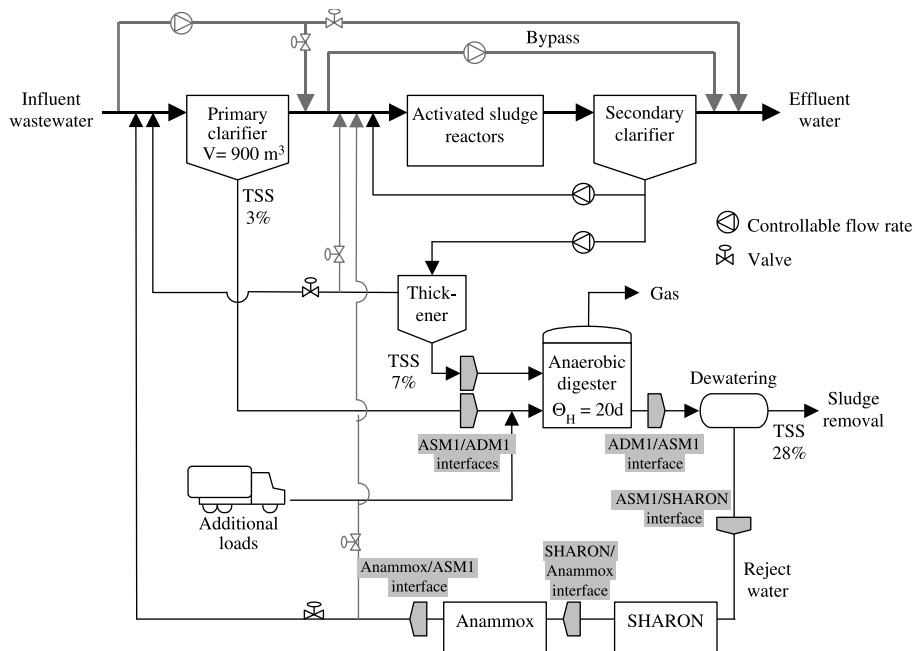 Bypass
Influent
wastewater
Primary
clarifier
V= 900 m³
Activated sludge
reactors
Secondary
clarifier
Effluent
water
TSS
3%
Controllable flow rate
Valve
Thick-
ener
Gas
TSS
7%
Anaerobic
digester
Θ_H = 20d
Dewatering
Sludge
removal
TSS
28%
ASM1/ADM1
interfaces
ADM1/ASM1
interface
ASM1/SHARON
interface
Additional
loads
Anammox/ASM1
interface
SHARON/
Anammox
interface
Reject
water
Anammox
SHARON